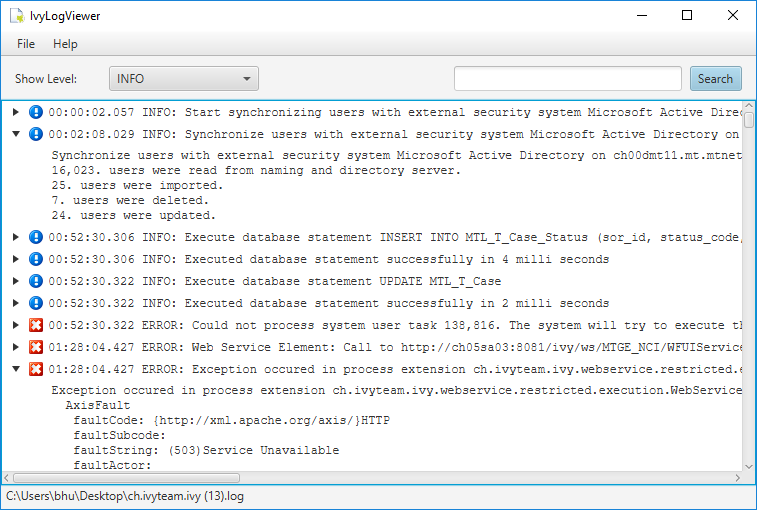 IvyLogViewer
File Help
Show Level: INFO Search
00:00:02.057 INFO: Start synchronizing users with external security system Microsoft Active
00:02:08.029 INFO: Synchronize users with external security system Microsoft Active Directory on
Synchronize users with external security system Microsoft Active Directory on ch00dmt11.mt.mtnet
16,023. users were read from naming and directory server.
25. users were imported.
7. users were deleted.
24. users were updated.
00:52:30.306 INFO: Execute database statement INSERT INTO MTL_T_Case_Status (sor_id, status_code,
00:52:30.306 INFO: Executed database statement successfully in 4 milli seconds
00:52:30.322 INFO: Execute database statement UPDATE MTL_T_Case
00:52:30.322 INFO: Executed database statement successfully in 2 milli seconds
00:52:30.322 ERROR: Could not process system user task 138,816. The system will try to execute
01:28:04.427 ERROR: Web Service Element: Call to http://ch05sa03:8081/ivy/ws/MTGE_NCI/WFUIService
01:28:04.427 ERROR: Exception occured in process extension ch.ivyteam.ivy.webservice.restricted.
Exception occured in process extension ch.ivyteam.ivy.webservice.restricted.execution.WebService
AxisFault
faultCode: {http://xml.apache.org/axis/}HTTP
faultSubcode:
faultString: (503)Service Unavailable
faultActor:
C:\Users\bhu\Desktop\ch.ivyteam.ivy (13).log